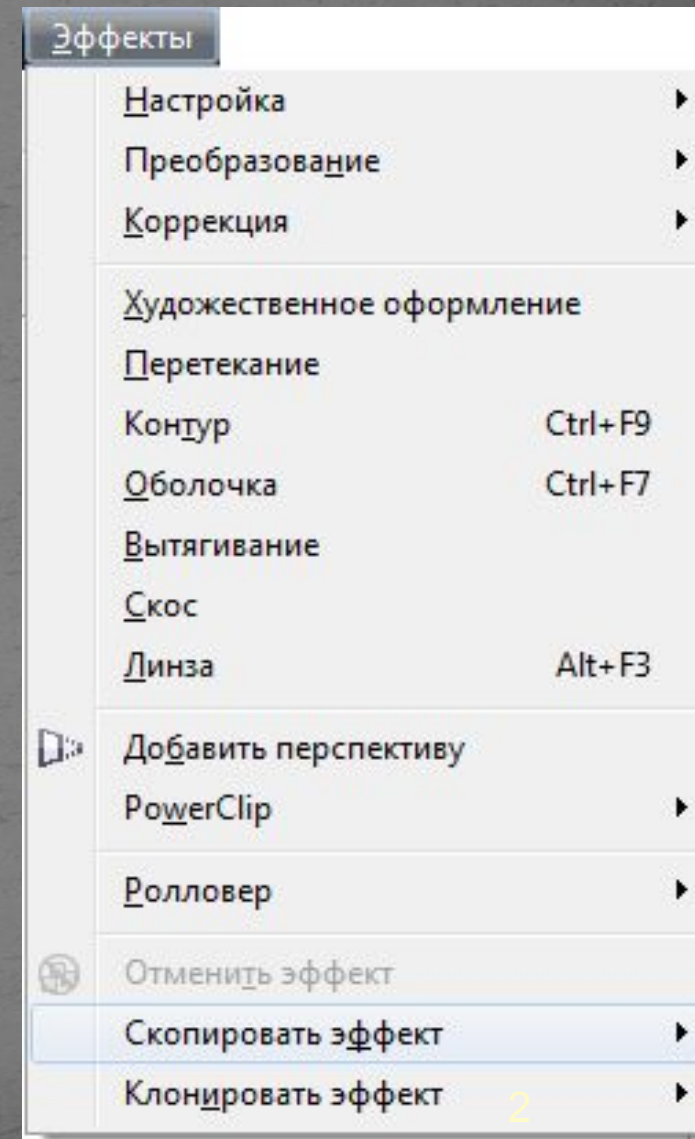 Эффекты
Настройка
Преобразование
Коррекция
Художественное оформление
Перетекание
Контур Ctrl+F9
Оболочка Ctrl+F7
Вытягивание
Скос
Линза Alt+F3
Добавить перспективу
PowerClip
Ролловер
Отменить эффект
Скопировать эффект
Клонировать эффект
2